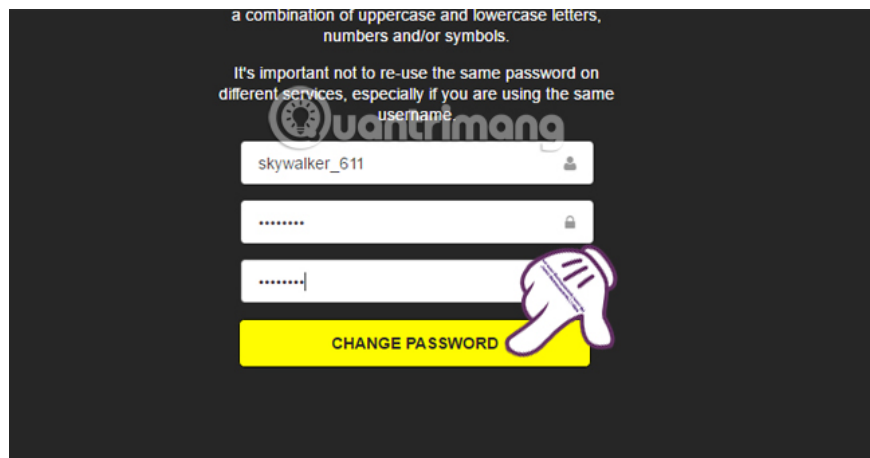 a combination of uppercase and lowercase letters,
numbers and/or symbols.
It's important not to re-use the same password on
different services, especially if you are using the same
username.
Quantrimang
skywalker_611
CHANGE PASSWORD